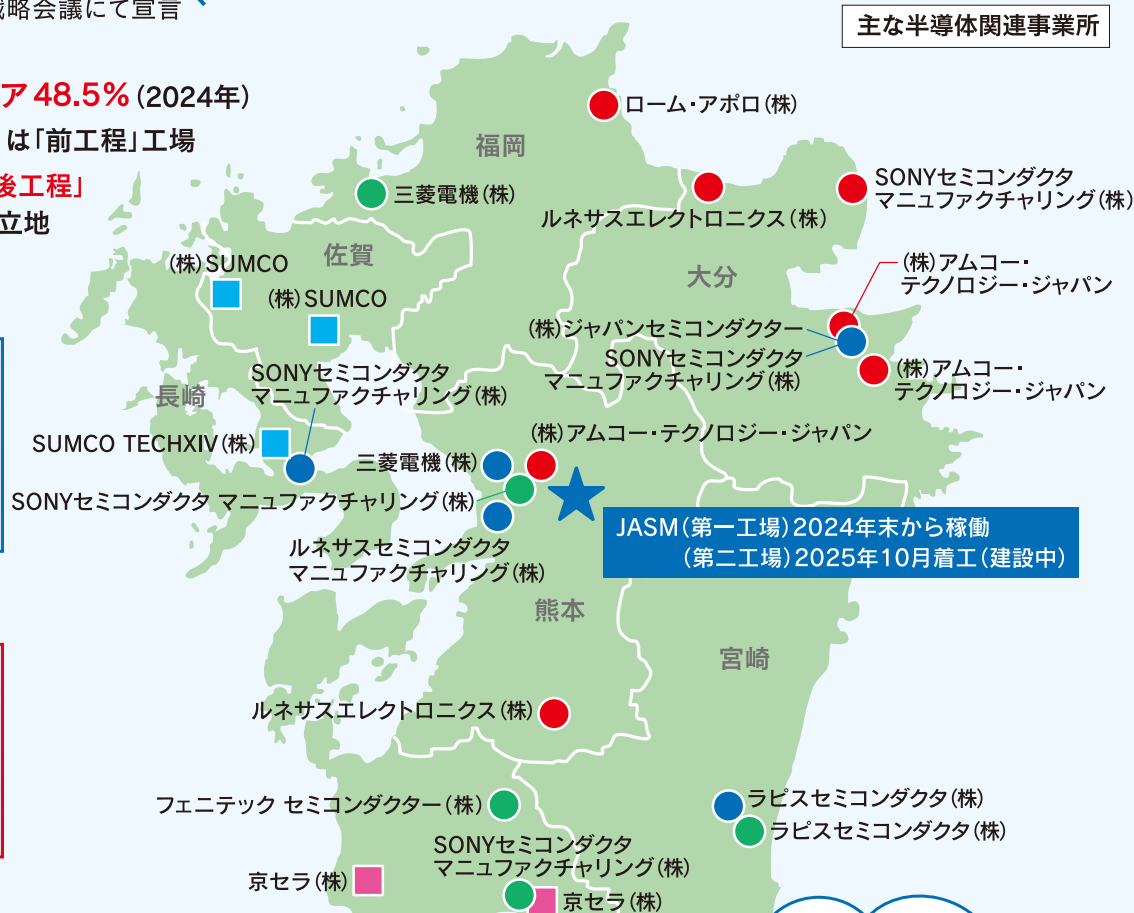 戦略会議にて宣言
主な半導体関連事業所
ア 48.5% (2024年)
は「前工程」工場
後工程」
立地
ローム・アポロ(株)
福岡
三菱電機(株)
SONYセミコンダクタ
マニュファクチャリング(株)
ルネサスエレクトロニクス(株)
佐賀
(株)SUMCO
(株)SUMCO
大分
(株)アムコー・
テクノロジー・ジャパン
(株)ジャパンセミコンダクター
SONYセミコンダクタ
マニュファクチャリング(株)
(株)アムコー・
テクノロジー・ジャパン
長崎
SONYセミコンダクタ
マニュファクチャリング(株)
SUMCO TECHXIV(株)
(株)アムコー・テクノロジー・ジャパン
三菱電機(株)
SONYセミコンダクタ マニュファクチャリング(株)
ルネサスセミコンダクタ
マニュファクチャリング(株)
JASM(第一工場)2024年末から稼働
(第二工場)2025年10月着工(建設中)
熊本
宮崎
ルネサスエレクトロニクス(株)
フェニテック セミコンダクター(株)
ラピスセミコンダクタ(株)
ラピスセミコンダクタ(株)
SONYセミコンダクタ
マニュファクチャリング(株)
京セラ(株)
京セラ(株)